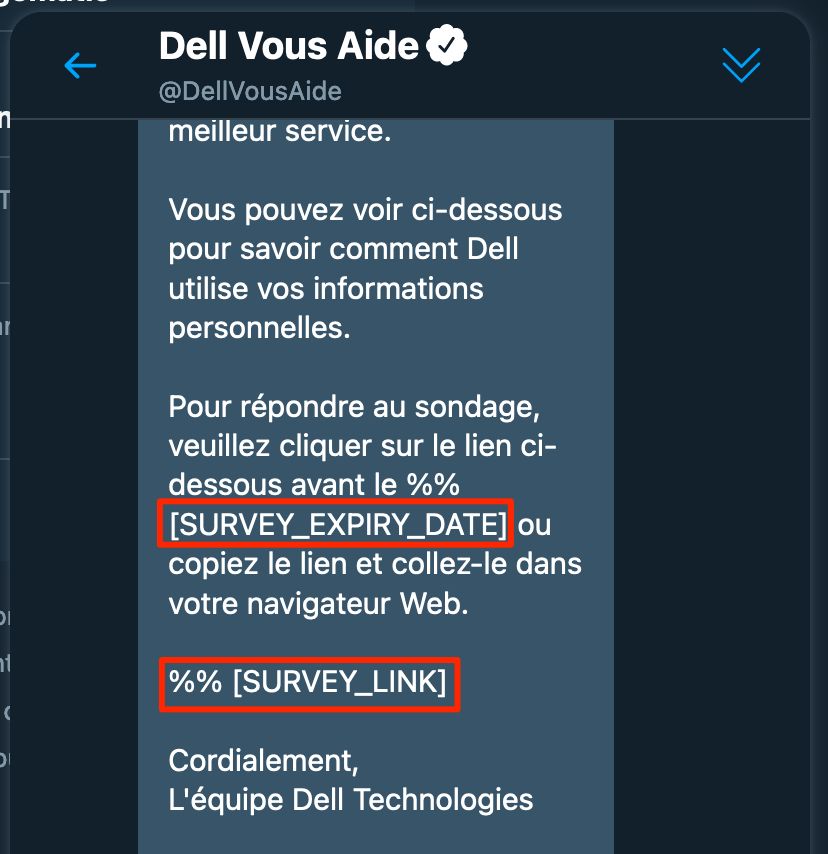 Dell Vous Aide
@DellVousAide
meilleur service.
Vous pouvez voir ci-dessous
pour savoir comment Dell
utilise vos informations
personnelles.
Pour répondre au sondage,
veuillez cliquer sur le lien ci-
dessous avant le %%
[SURVEY_EXPIRY_DATE] ou
copiez le lien et collez-le dans
votre navigateur Web.
%% [SURVEY_LINK]
Cordialement,
L'équipe Dell Technologies